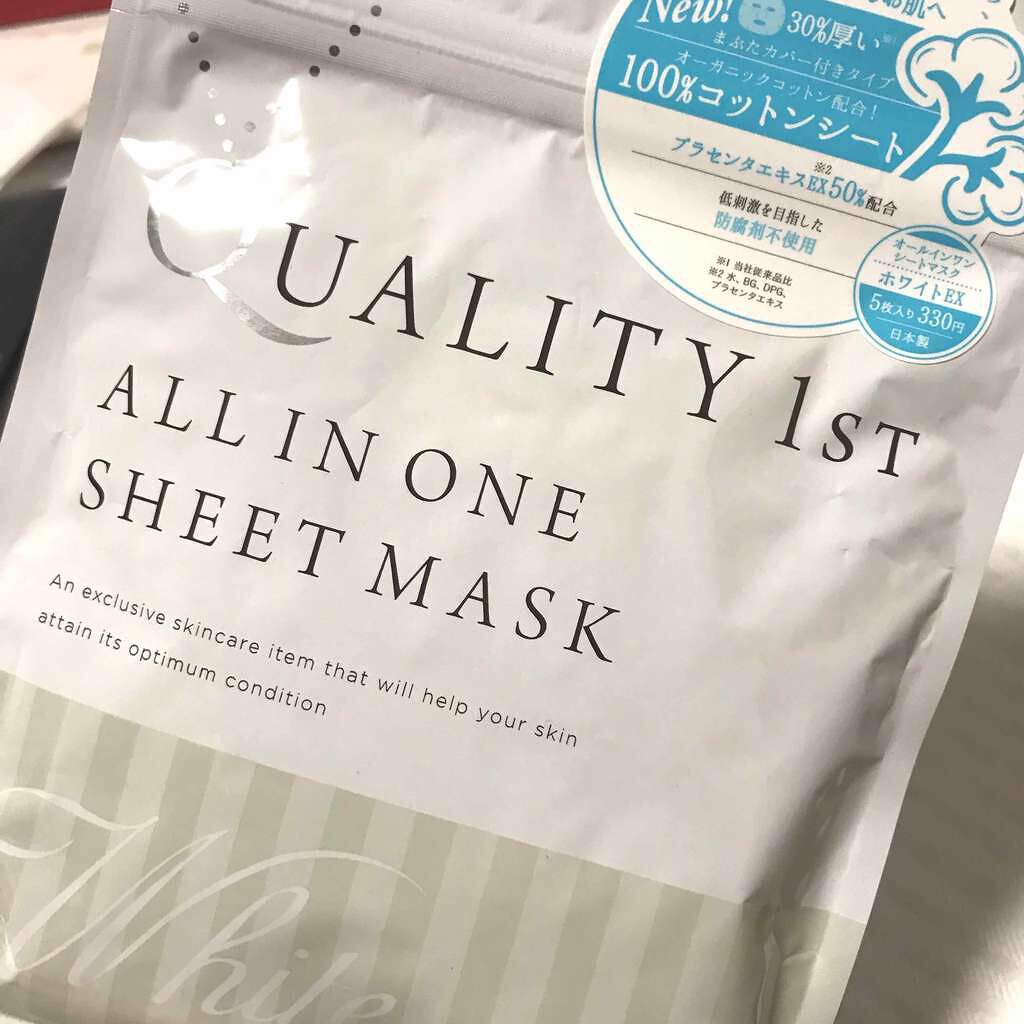 お肌へ
New! 30%厚い※1
まぶたカバー付きタイプ
オーガニックコットン配合!
100%コットンシート
※2
プラセンタエキスEX50%配合
低刺激を目指した
防腐剤不使用
※1 当社従来品比
※2 水、BG、DPG、
プラセンタエキス
オールインワン
シートマスク
ホワイトEX
5枚入り 330円
日本製
QUALITY 1ST
ALL IN ONE
SHEET MASK
An exclusive skincare item that will help your skin
attain its optimum condition
White